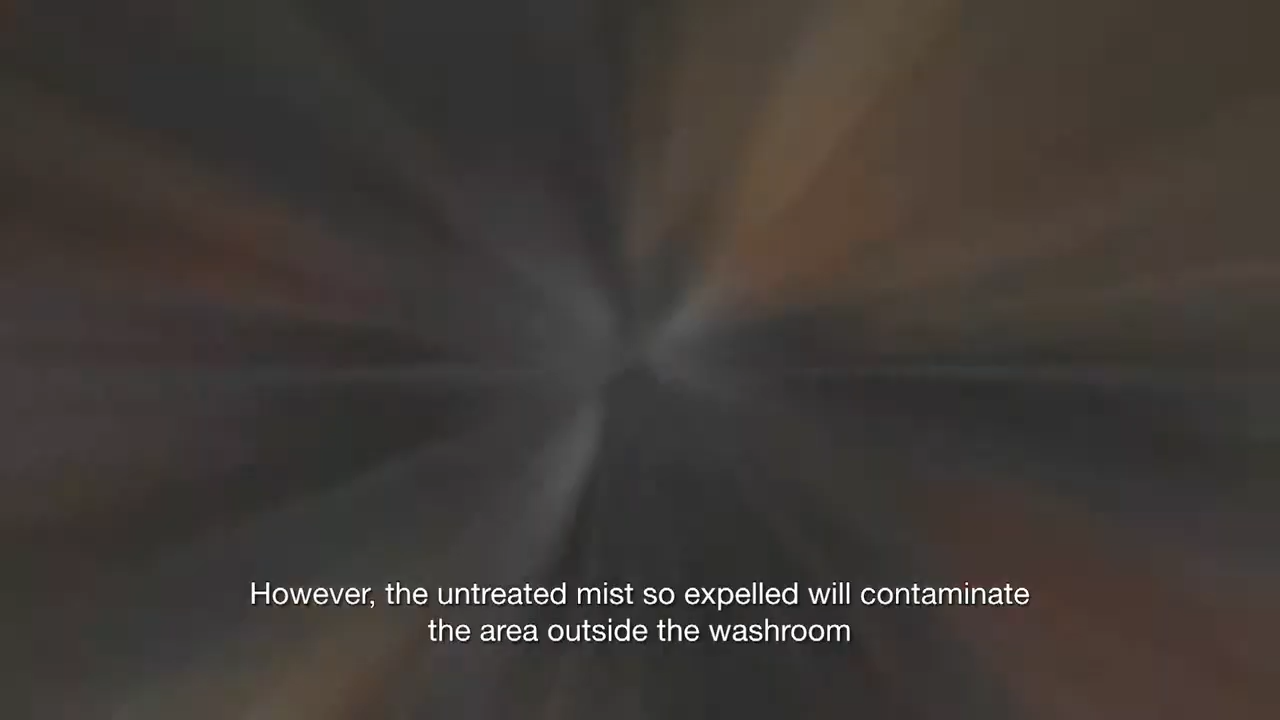 However, the untreated mist so expelled will contaminate
the area outside the washroom